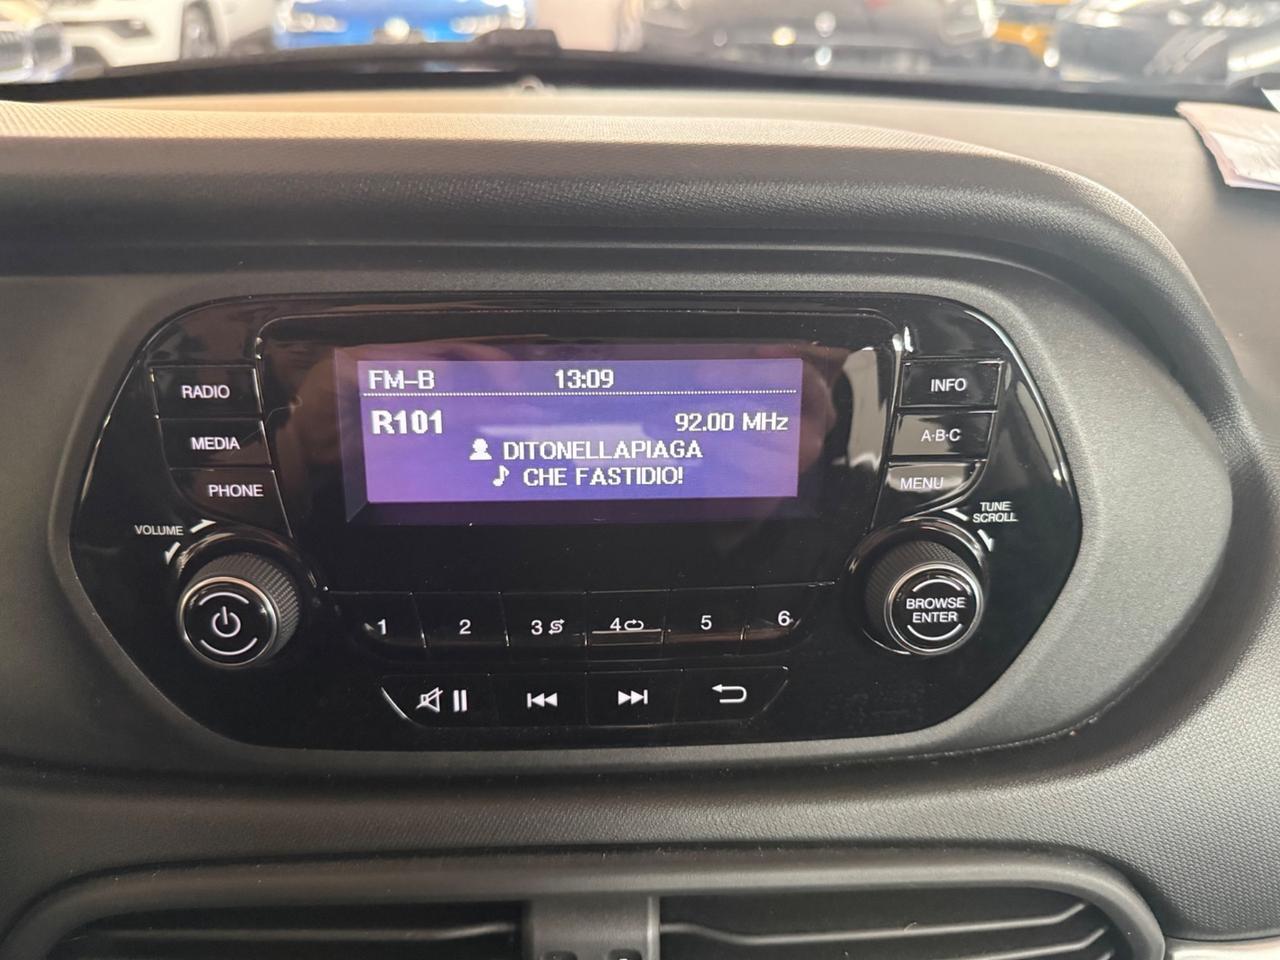 FM-B 13:09
R101 92.00 MHz
DITONELLAPIAGA
CHE FASTIDIO!
RADIO
MEDIA
PHONE
VOLUME
INFO
A·B·C
MENU
TUNE
SCROLL
BROWSE
ENTER
1 2 3 4 5 6